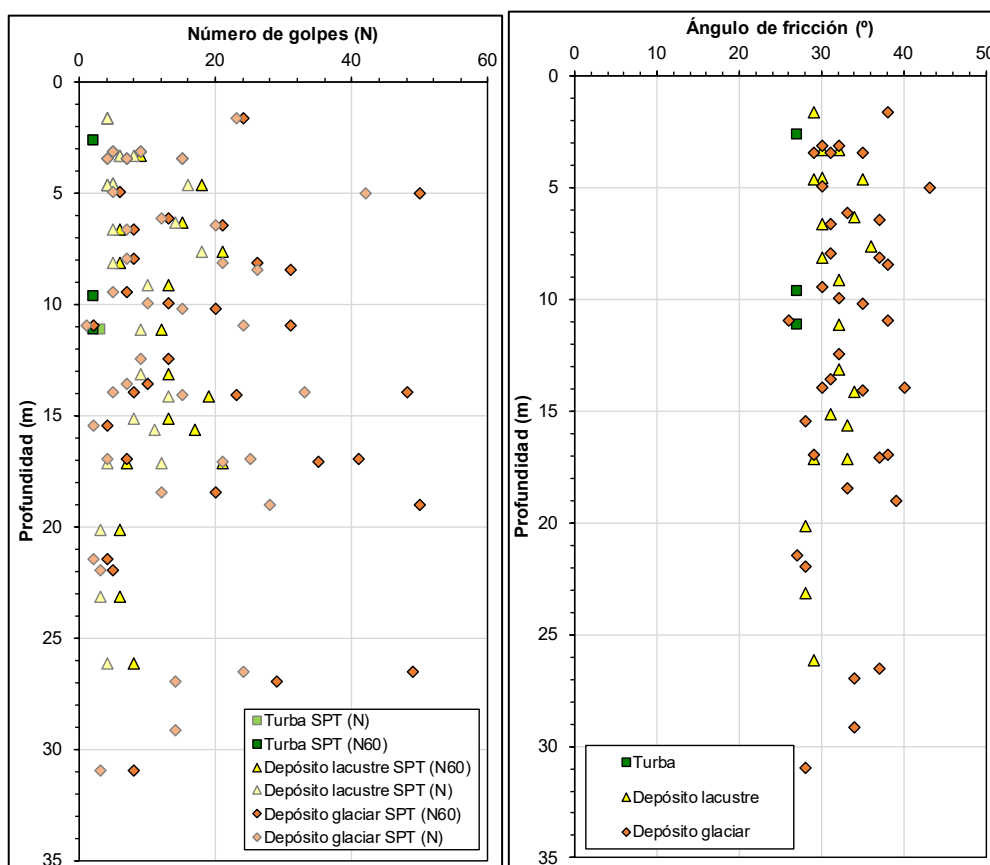 Número de golpes (N)
0 20 40 60
0
5
10
15
20
25
30
35
Profundidad (m)
Turba SPT (N)
Turba SPT (N60)
Depósito lacustre SPT (N60)
Depósito lacustre SPT (N)
Depósito glaciar SPT (N60)
Depósito glaciar SPT (N)
Ángulo de fricción (º)
0 10 20 30 40 50
0
5
10
15
20
25
30
35
Profundidad (m)
Turba
Depósito lacustre
Depósito glaciar